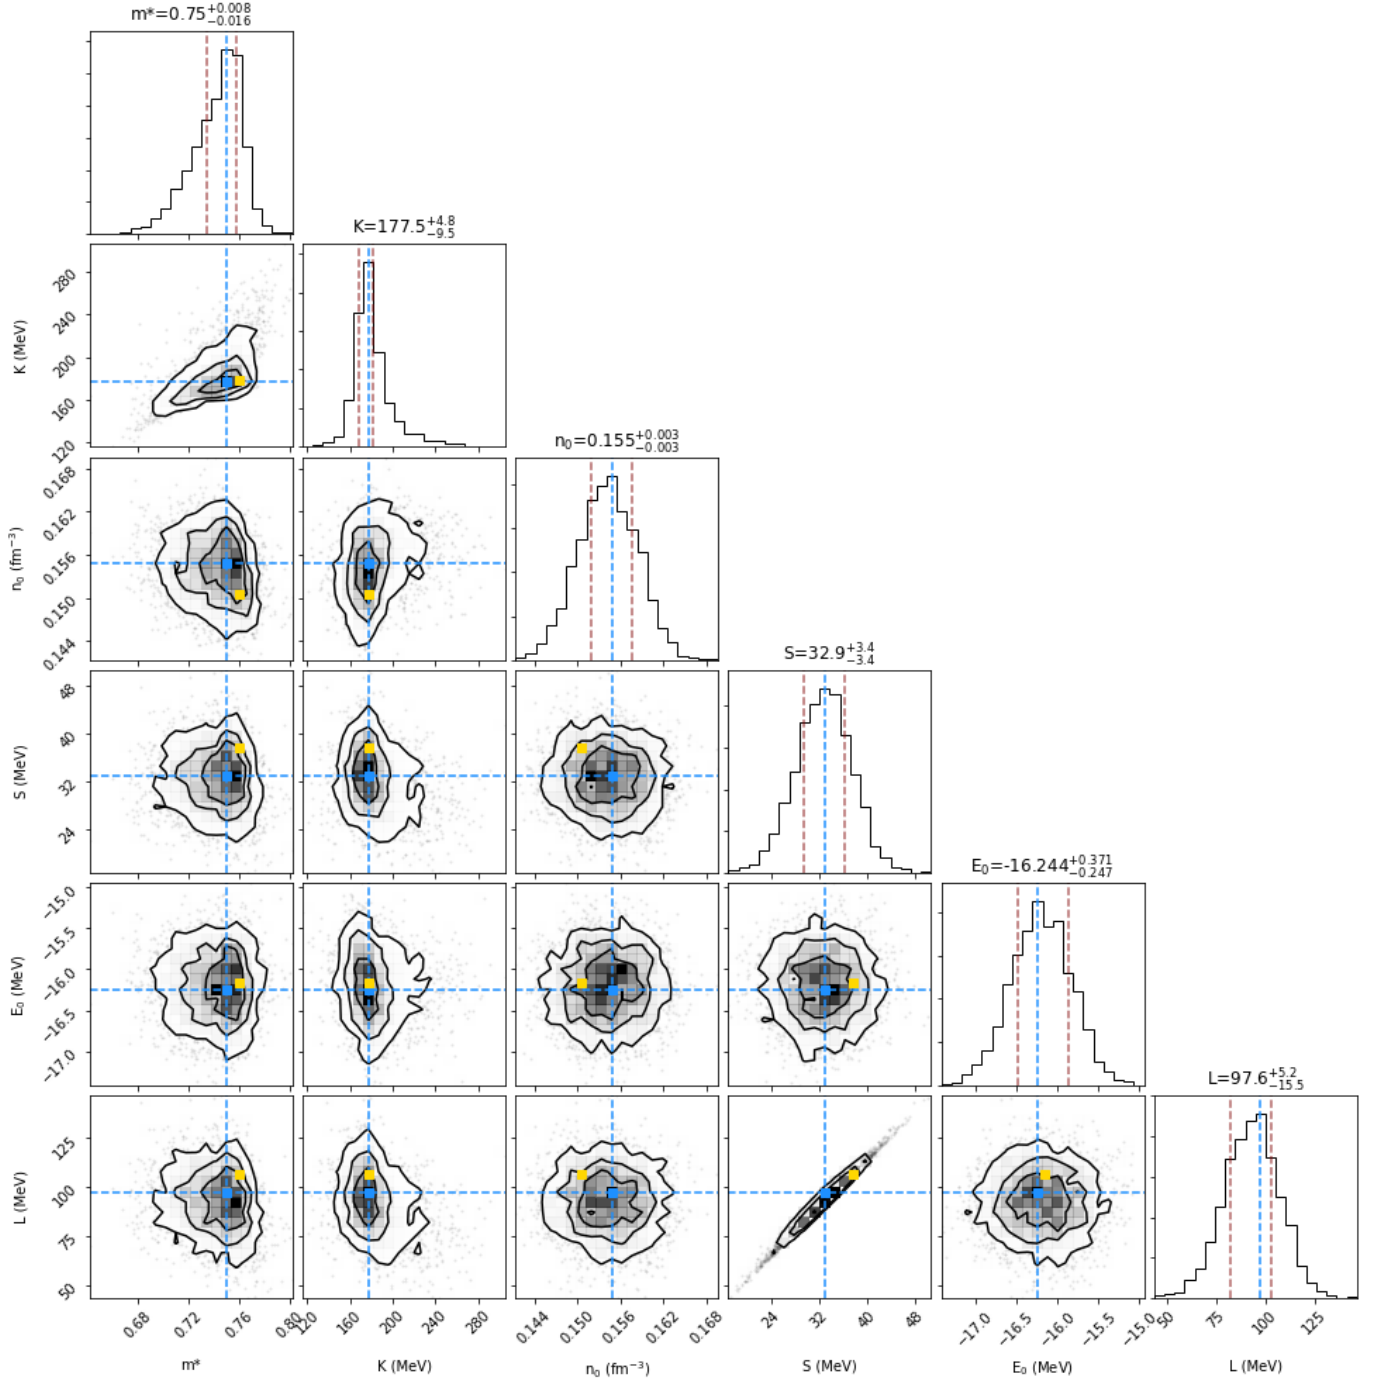 m*=0.75+0.008−0.016
K=177.5+4.8−9.5
280
240
200
160
120
K (MeV)
n₀=0.155+0.003−0.003
0.168
0.162
0.156
0.150
0.144
n₀ (fm⁻³)
S=32.9+3.4−3.4
48
40
32
24
S (MeV)
E₀=-16.244+0.371−0.247
−15.0
−15.5
−16.0
−16.5
−17.0
E₀ (MeV)
L=97.6+5.2−15.5
125
100
75
50
L (MeV)
0.68 0.72 0.76 0.80
120 160 200 240 280
0.144 0.150 0.156 0.162 0.168
24 32 40 48
−17.0 −16.5 −16.0 −15.5 −15.0
50 75 100 125
m* K (MeV) n₀ (fm⁻³) S (MeV) E₀ (MeV) L (MeV)